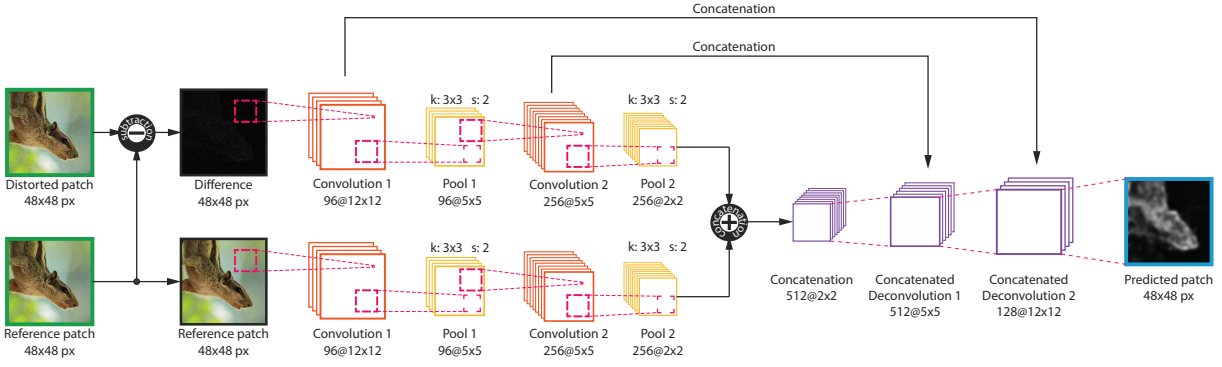 Concatenation
Concatenation
k: 3x3 s: 2
k: 3x3 s: 2
subtraction
Distorted patch
48x48 px
Difference
48x48 px
Convolution 1
96@12x12
Pool 1
96@5x5
Convolution 2
256@5x5
Pool 2
256@2x2
concatenation
k: 3x3 s: 2
k: 3x3 s: 2
Reference patch
48x48 px
Reference patch
48x48 px
Convolution 1
96@12x12
Pool 1
96@5x5
Convolution 2
256@5x5
Pool 2
256@2x2
Concatenation
512@2x2
Concatenated
Deconvolution 1
512@5x5
Concatenated
Deconvolution 2
128@12x12
Predicted patch
48x48 px